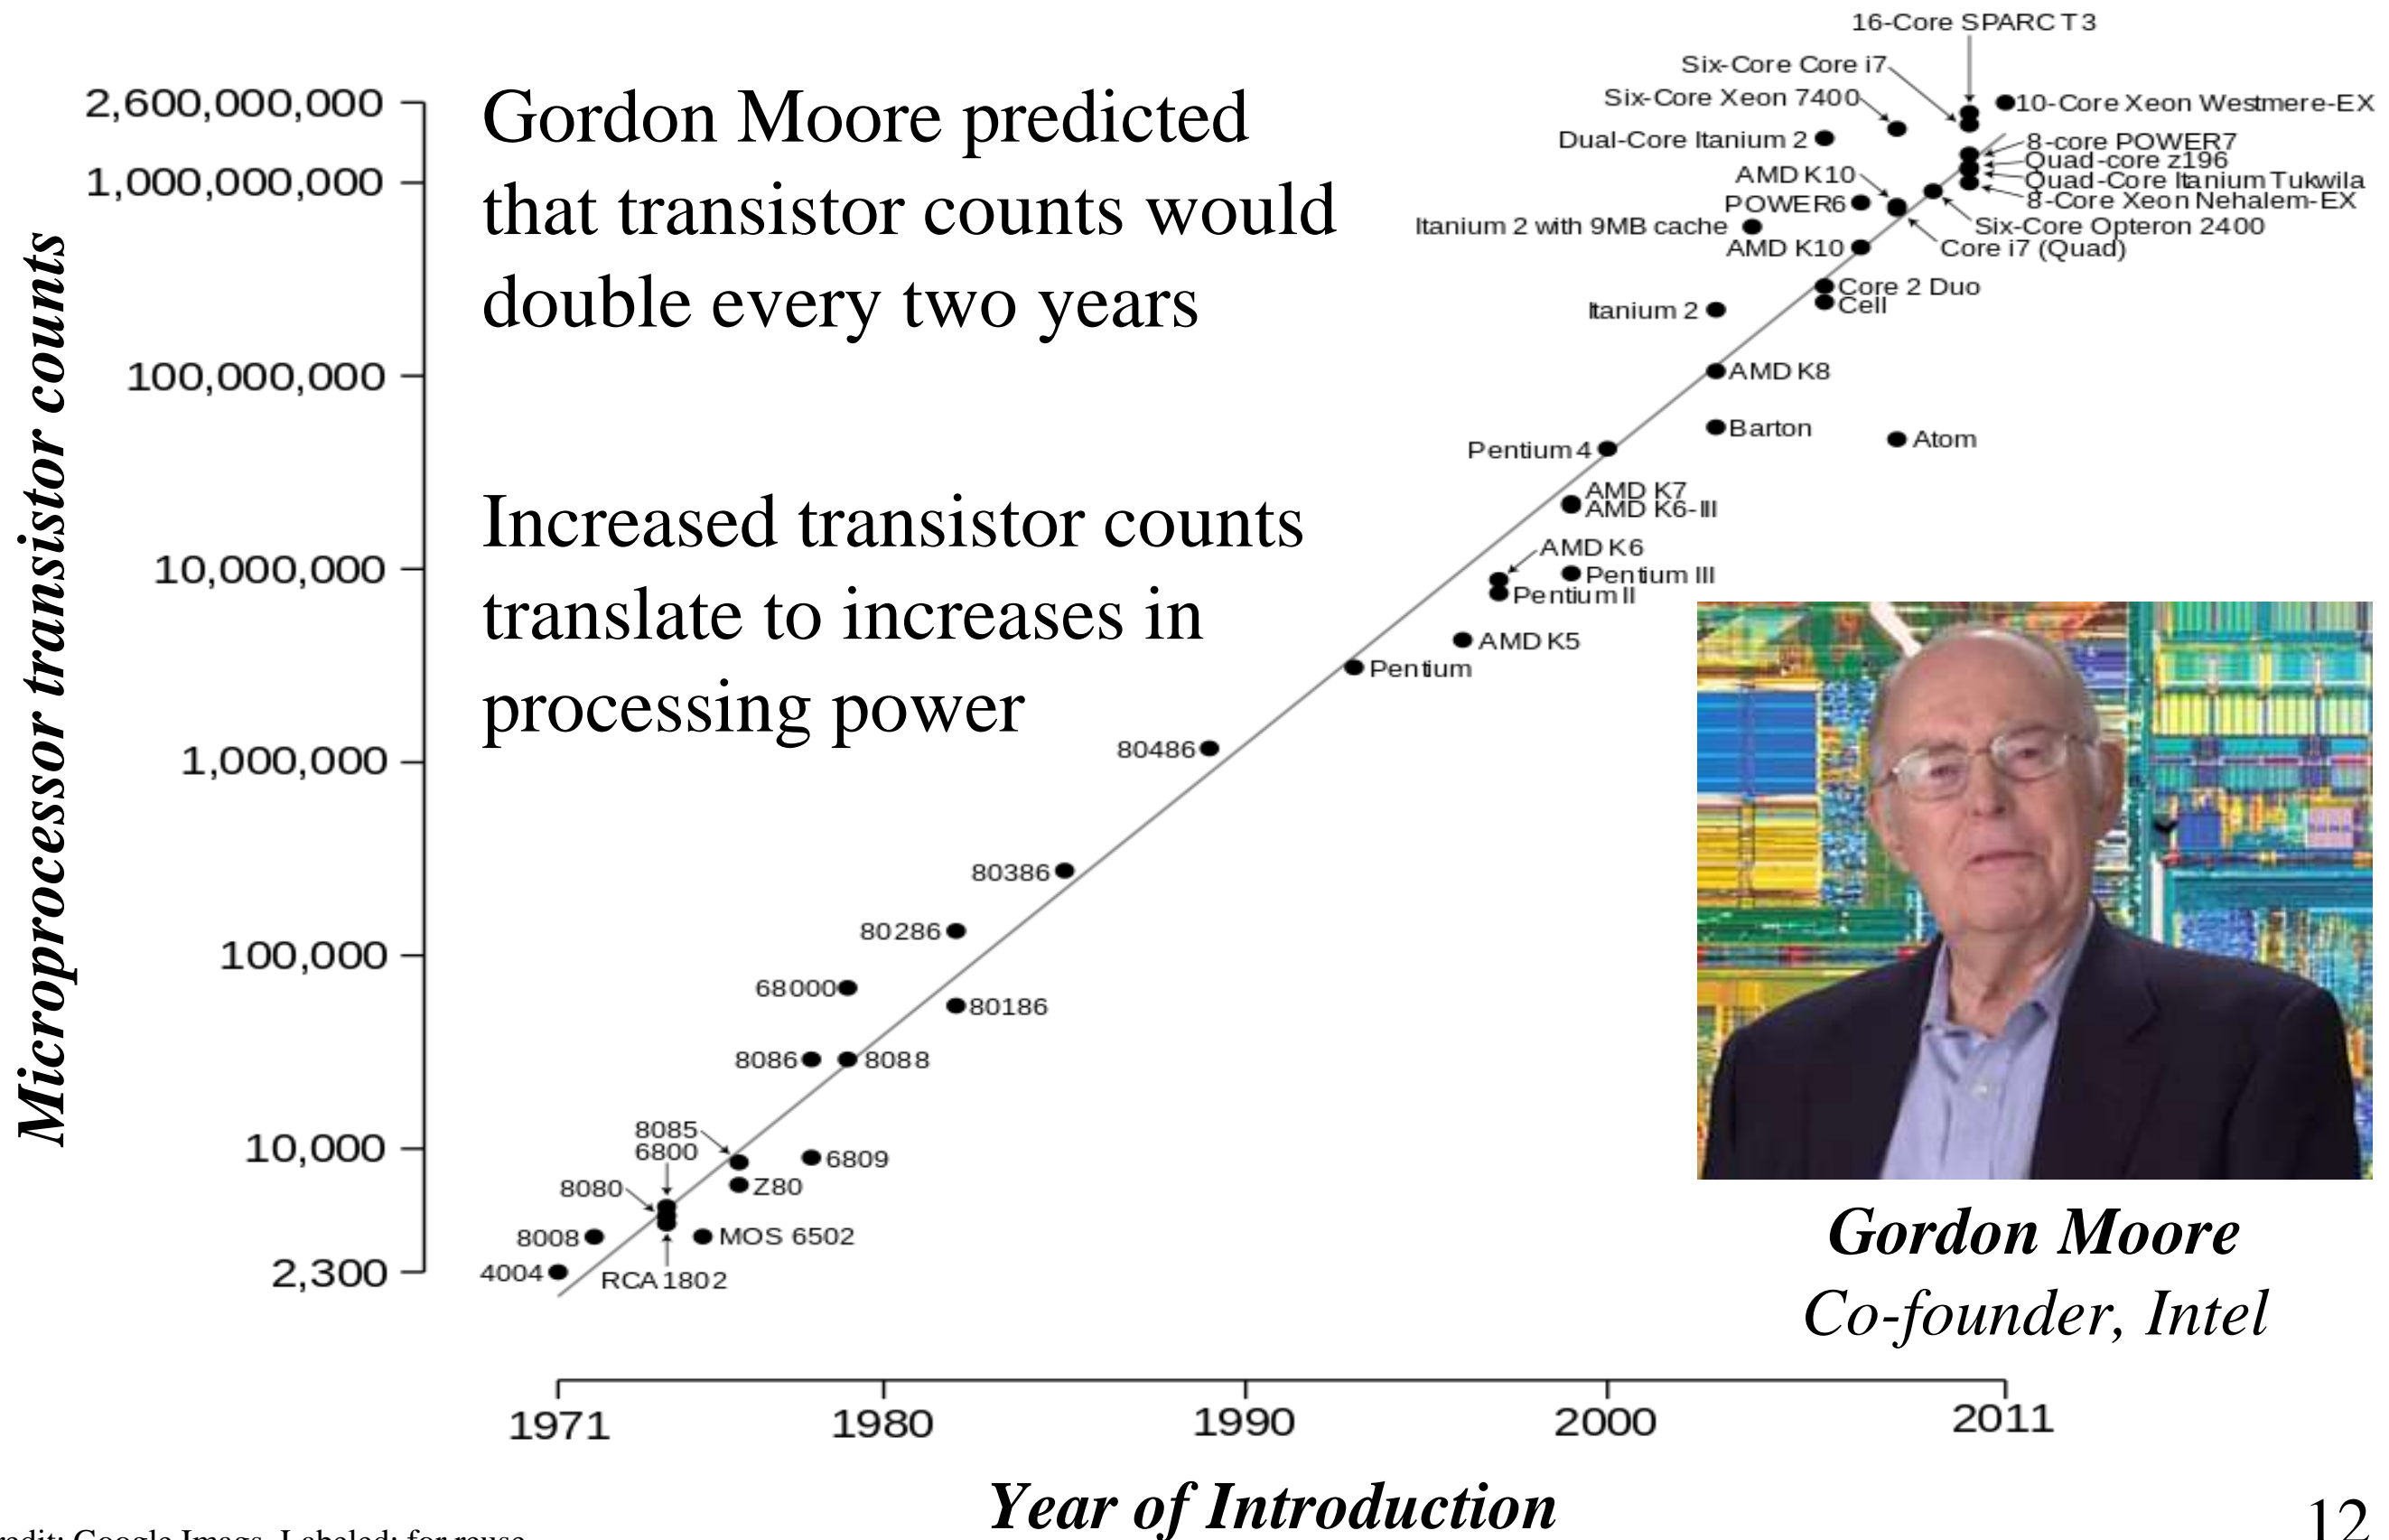 16-Core SPARC T3
Six-Core Core i7
Six-Core Xeon 7400
10-Core Xeon Westmere-EX
Dual-Core Itanium 2
8-core POWER7
Quad-core z196
AMD K10
Quad-Core Itanium Tukwila
POWER6
8-Core Xeon Nehalem-EX
Itanium 2 with 9MB cache
Six-Core Opteron 2400
AMD K10
Core i7 (Quad)
Core 2 Duo
Cell
Itanium 2
AMD K8
Barton
Atom
Pentium 4
AMD K7
AMD K6-III
AMD K6
Pentium III
Pentium II
AMD K5
Pentium
80486
80386
80286
68000
80186
8086
8088
8085
6800
6809
8080
Z80
8008
MOS 6502
4004
RCA 1802
2,600,000,000
1,000,000,000
100,000,000
10,000,000
1,000,000
100,000
10,000
2,300
Microprocessor transistor counts
Gordon Moore predicted
that transistor counts would
double every two years
Increased transistor counts
translate to increases in
processing power
Gordon Moore
Co-founder, Intel
1971
1980
1990
2000
2011
Year of Introduction
12